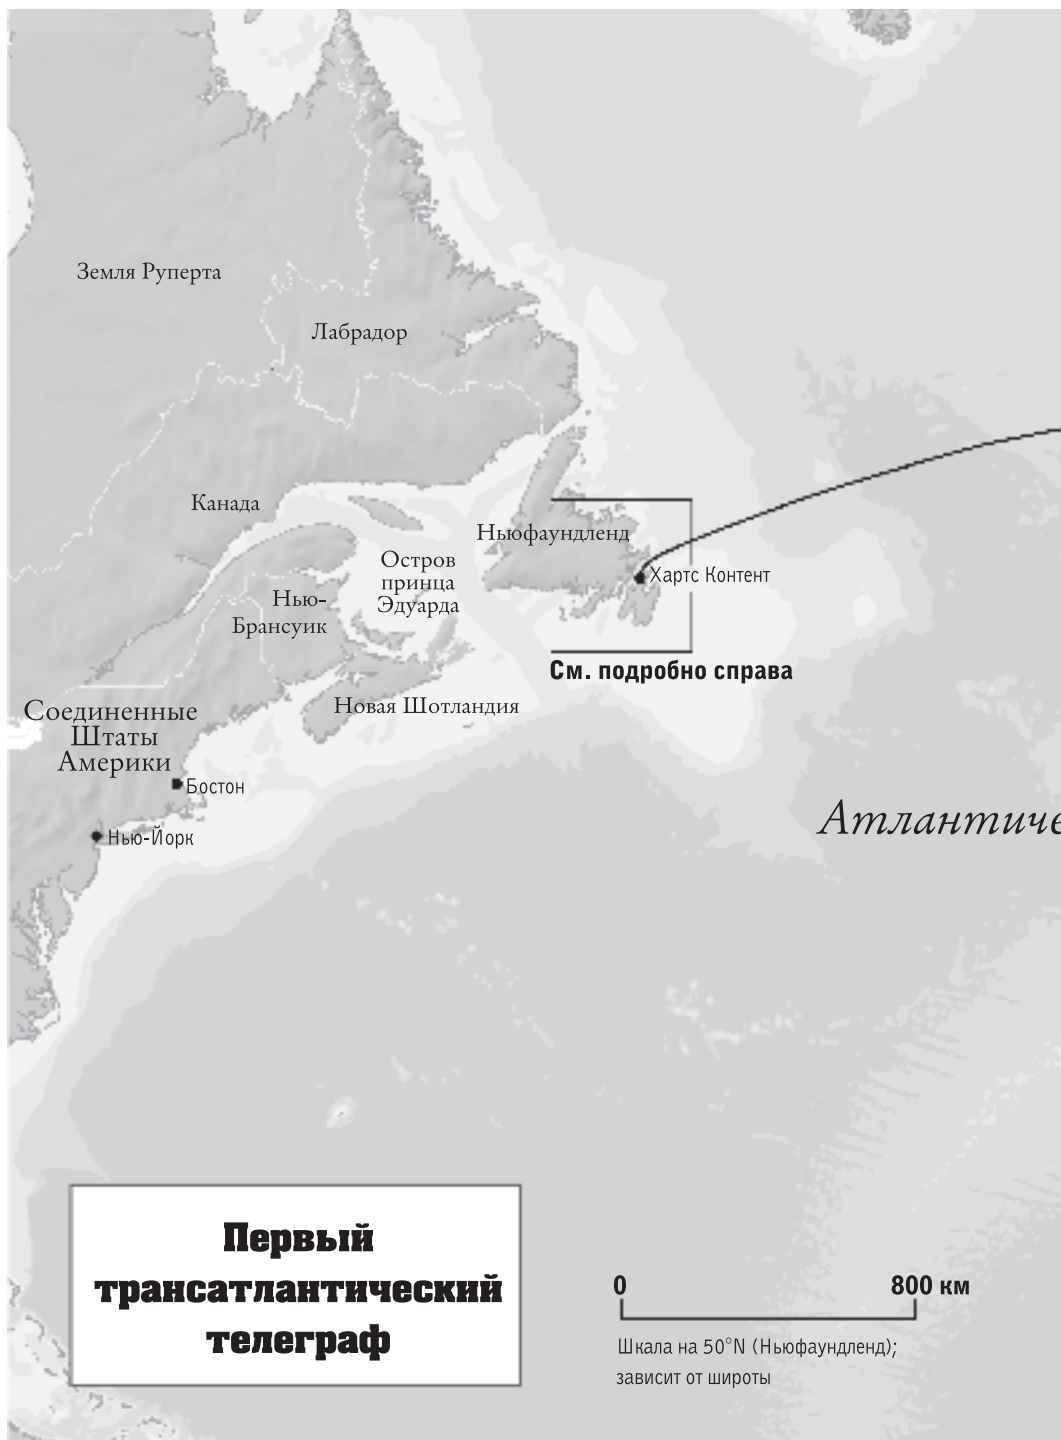 Земля Руперта
Лабрадор
Канада
Ньюфаундленд
Остров
принца
Эдуарда
Хартс Контент
Нью-
Брансуик
См. подробно справа
Новая Шотландия
Соединенные
Штаты
Америки
Бостон
Нью-Йорк
Атлантиче
Первый
трансатлантический
телеграф
0 800 км
Шкала на 50°N (Ньюфаундленд);
зависит от широты